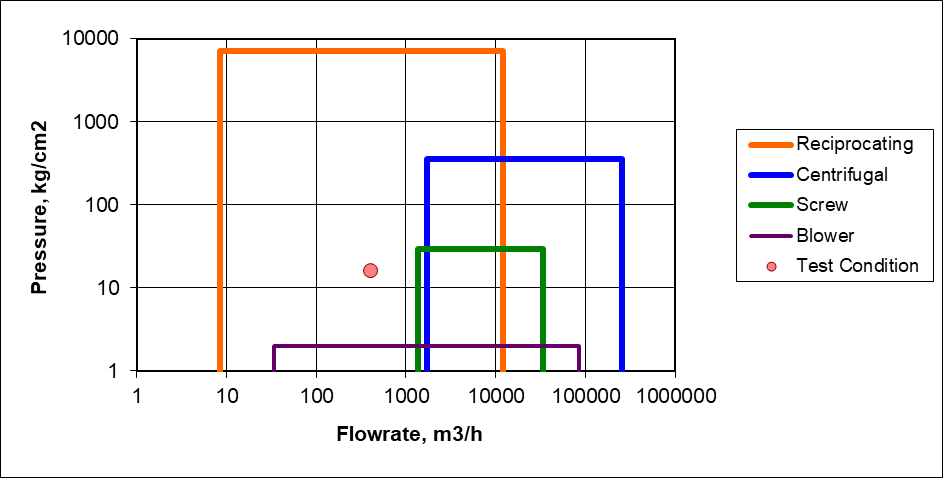 10000
1000
100
10
1
Pressure, kg/cm2
1 10 100 1000 10000 100000 1000000
Flowrate, m3/h
Reciprocating
Centrifugal
Screw
Blower
Test Condition